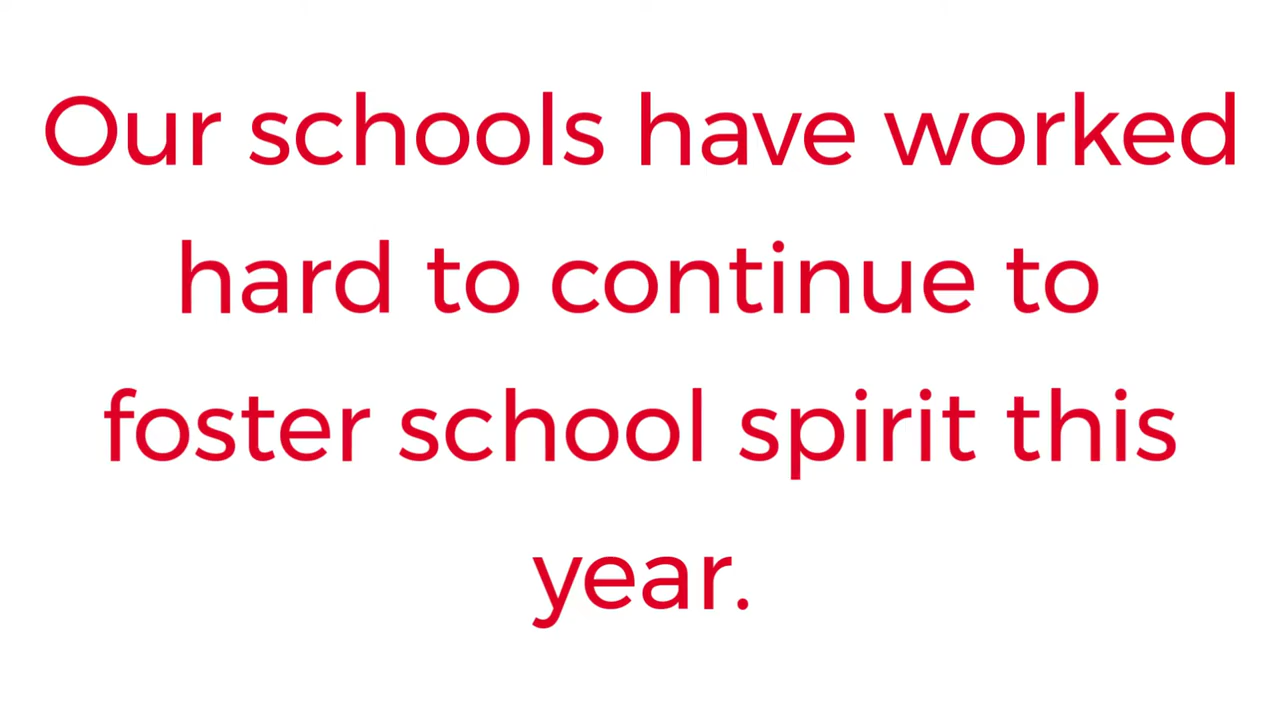 Our schools have worked
hard to continue to
foster school spirit this
year.